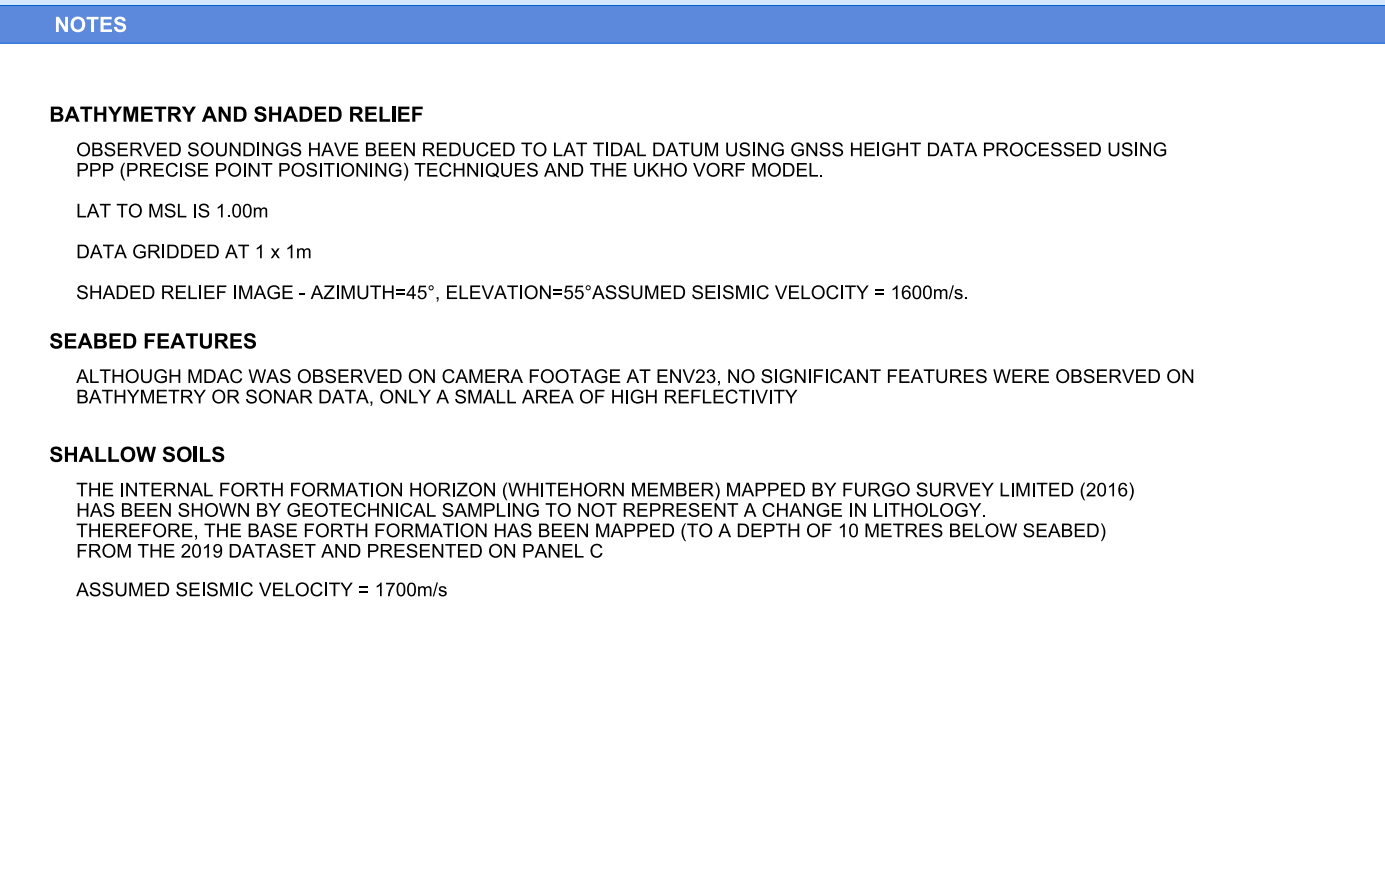 NOTES
BATHYMETRY AND SHADED RELIEF
OBSERVED SOUNDINGS HAVE BEEN REDUCED TO LAT TIDAL DATUM USING GNSS HEIGHT DATA PROCESSED USING
PPP (PRECISE POINT POSITIONING) TECHNIQUES AND THE UKHO VORF MODEL.
LAT TO MSL IS 1.00m
DATA GRIDDED AT 1 x 1m
SHADED RELIEF IMAGE - AZIMUTH=45°, ELEVATION=55°ASSUMED SEISMIC VELOCITY = 1600m/s.
SEABED FEATURES
ALTHOUGH MDAC WAS OBSERVED ON CAMERA FOOTAGE AT ENV23, NO SIGNIFICANT FEATURES WERE OBSERVED ON
BATHYMETRY OR SONAR DATA, ONLY A SMALL AREA OF HIGH REFLECTIVITY
SHALLOW SOILS
THE INTERNAL FORTH FORMATION HORIZON (WHITEHORN MEMBER) MAPPED BY FURGO SURVEY LIMITED (2016)
HAS BEEN SHOWN BY GEOTECHNICAL SAMPLING TO NOT REPRESENT A CHANGE IN LITHOLOGY.
THEREFORE, THE BASE FORTH FORMATION HAS BEEN MAPPED (TO A DEPTH OF 10 METRES BELOW SEABED)
FROM THE 2019 DATASET AND PRESENTED ON PANEL C
ASSUMED SEISMIC VELOCITY = 1700m/s